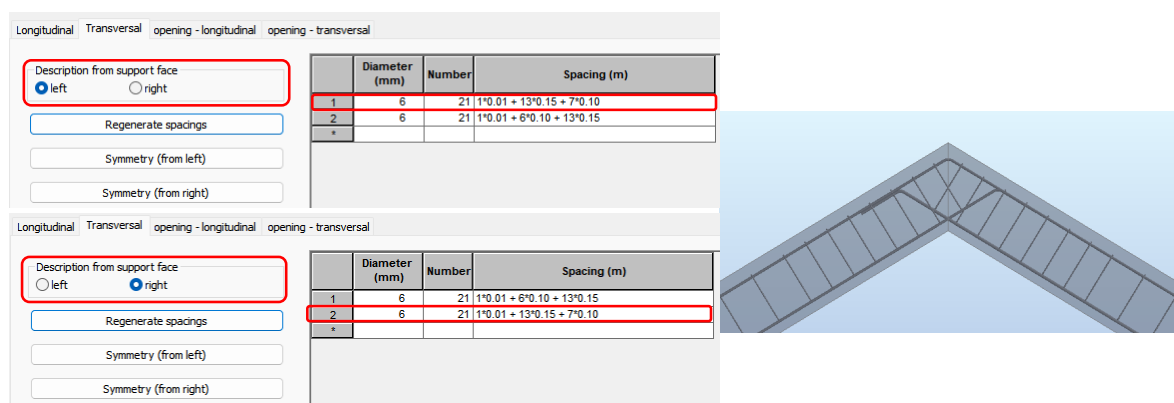 Longitudinal Transversal opening - longitudinal opening - transversal
Description from support face
left right
Regenerate spacings
Symmetry (from left)
Symmetry (from right)
Diameter (mm) Number Spacing (m)
1 6 21 1*0.01 + 13*0.15 + 7*0.10
2 6 21 1*0.01 + 6*0.10 + 13*0.15
*
Longitudinal Transversal opening - longitudinal opening - transversal
Description from support face
left right
Regenerate spacings
Symmetry (from left)
Symmetry (from right)
Diameter (mm) Number Spacing (m)
1 6 21 1*0.01 + 6*0.10 + 13*0.15
2 6 21 1*0.01 + 13*0.15 + 7*0.10
*